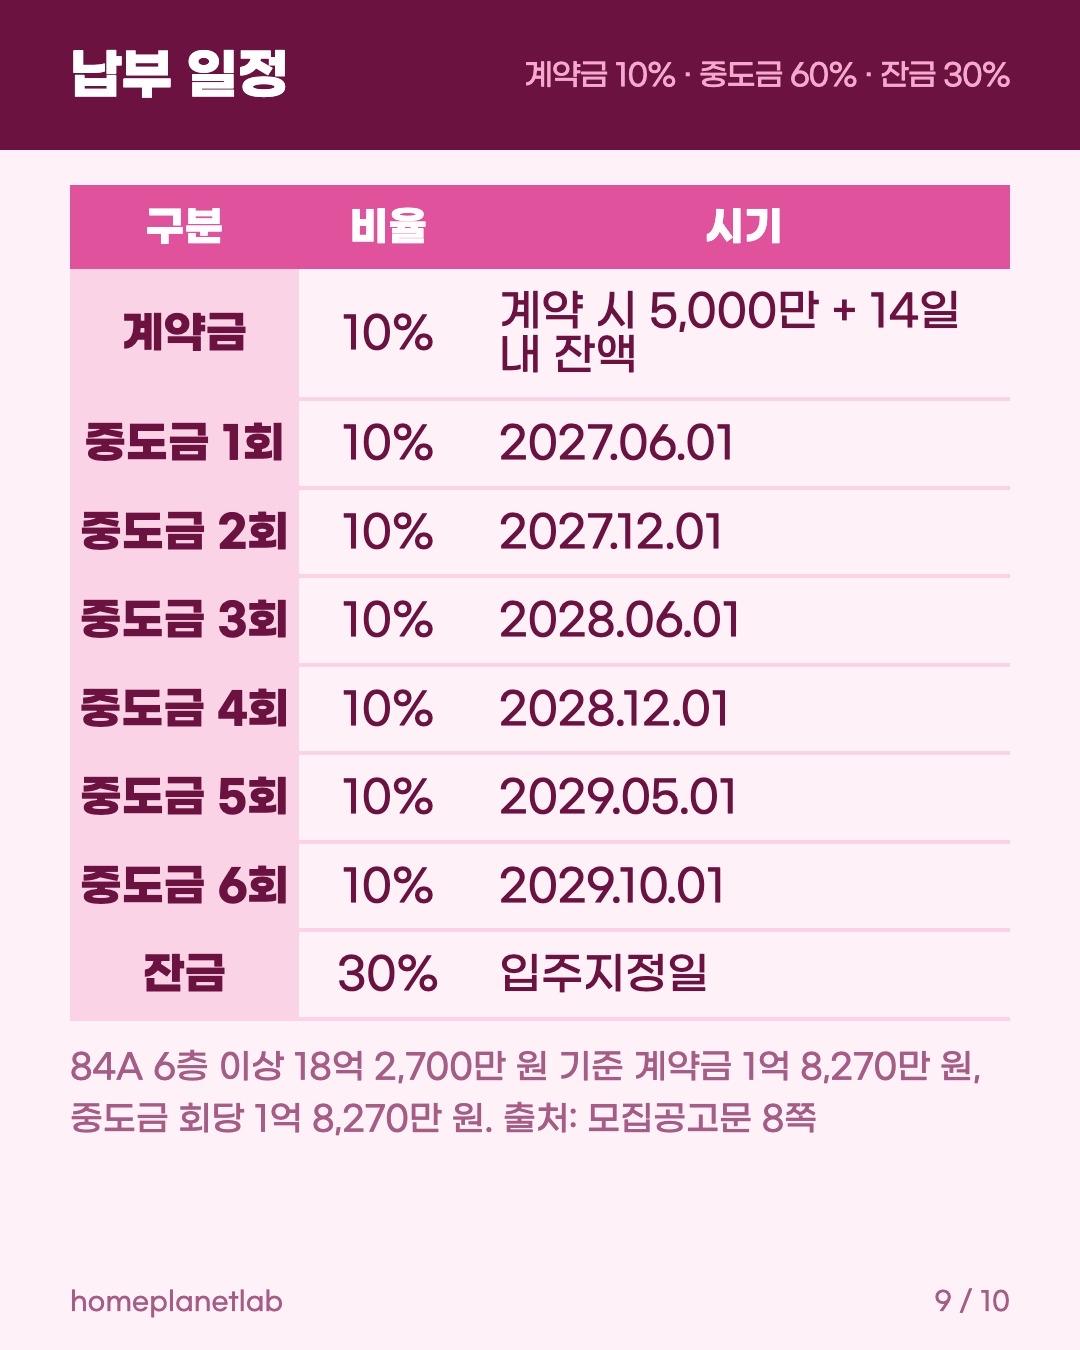 납부 일정
계약금 10% · 중도금 60% · 잔금 30%
구분 비율 시기
계약금 10% 계약 시 5,000만 + 14일
내 잔액
중도금 1회 10% 2027.06.01
중도금 2회 10% 2027.12.01
중도금 3회 10% 2028.06.01
중도금 4회 10% 2028.12.01
중도금 5회 10% 2029.05.01
중도금 6회 10% 2029.10.01
잔금 30% 입주지정일
84A 6층 이상 18억 2,700만 원 기준 계약금 1억 8,270만 원,
중도금 회당 1억 8,270만 원. 출처: 모집공고문 8쪽
homeplanetlab
9 / 10